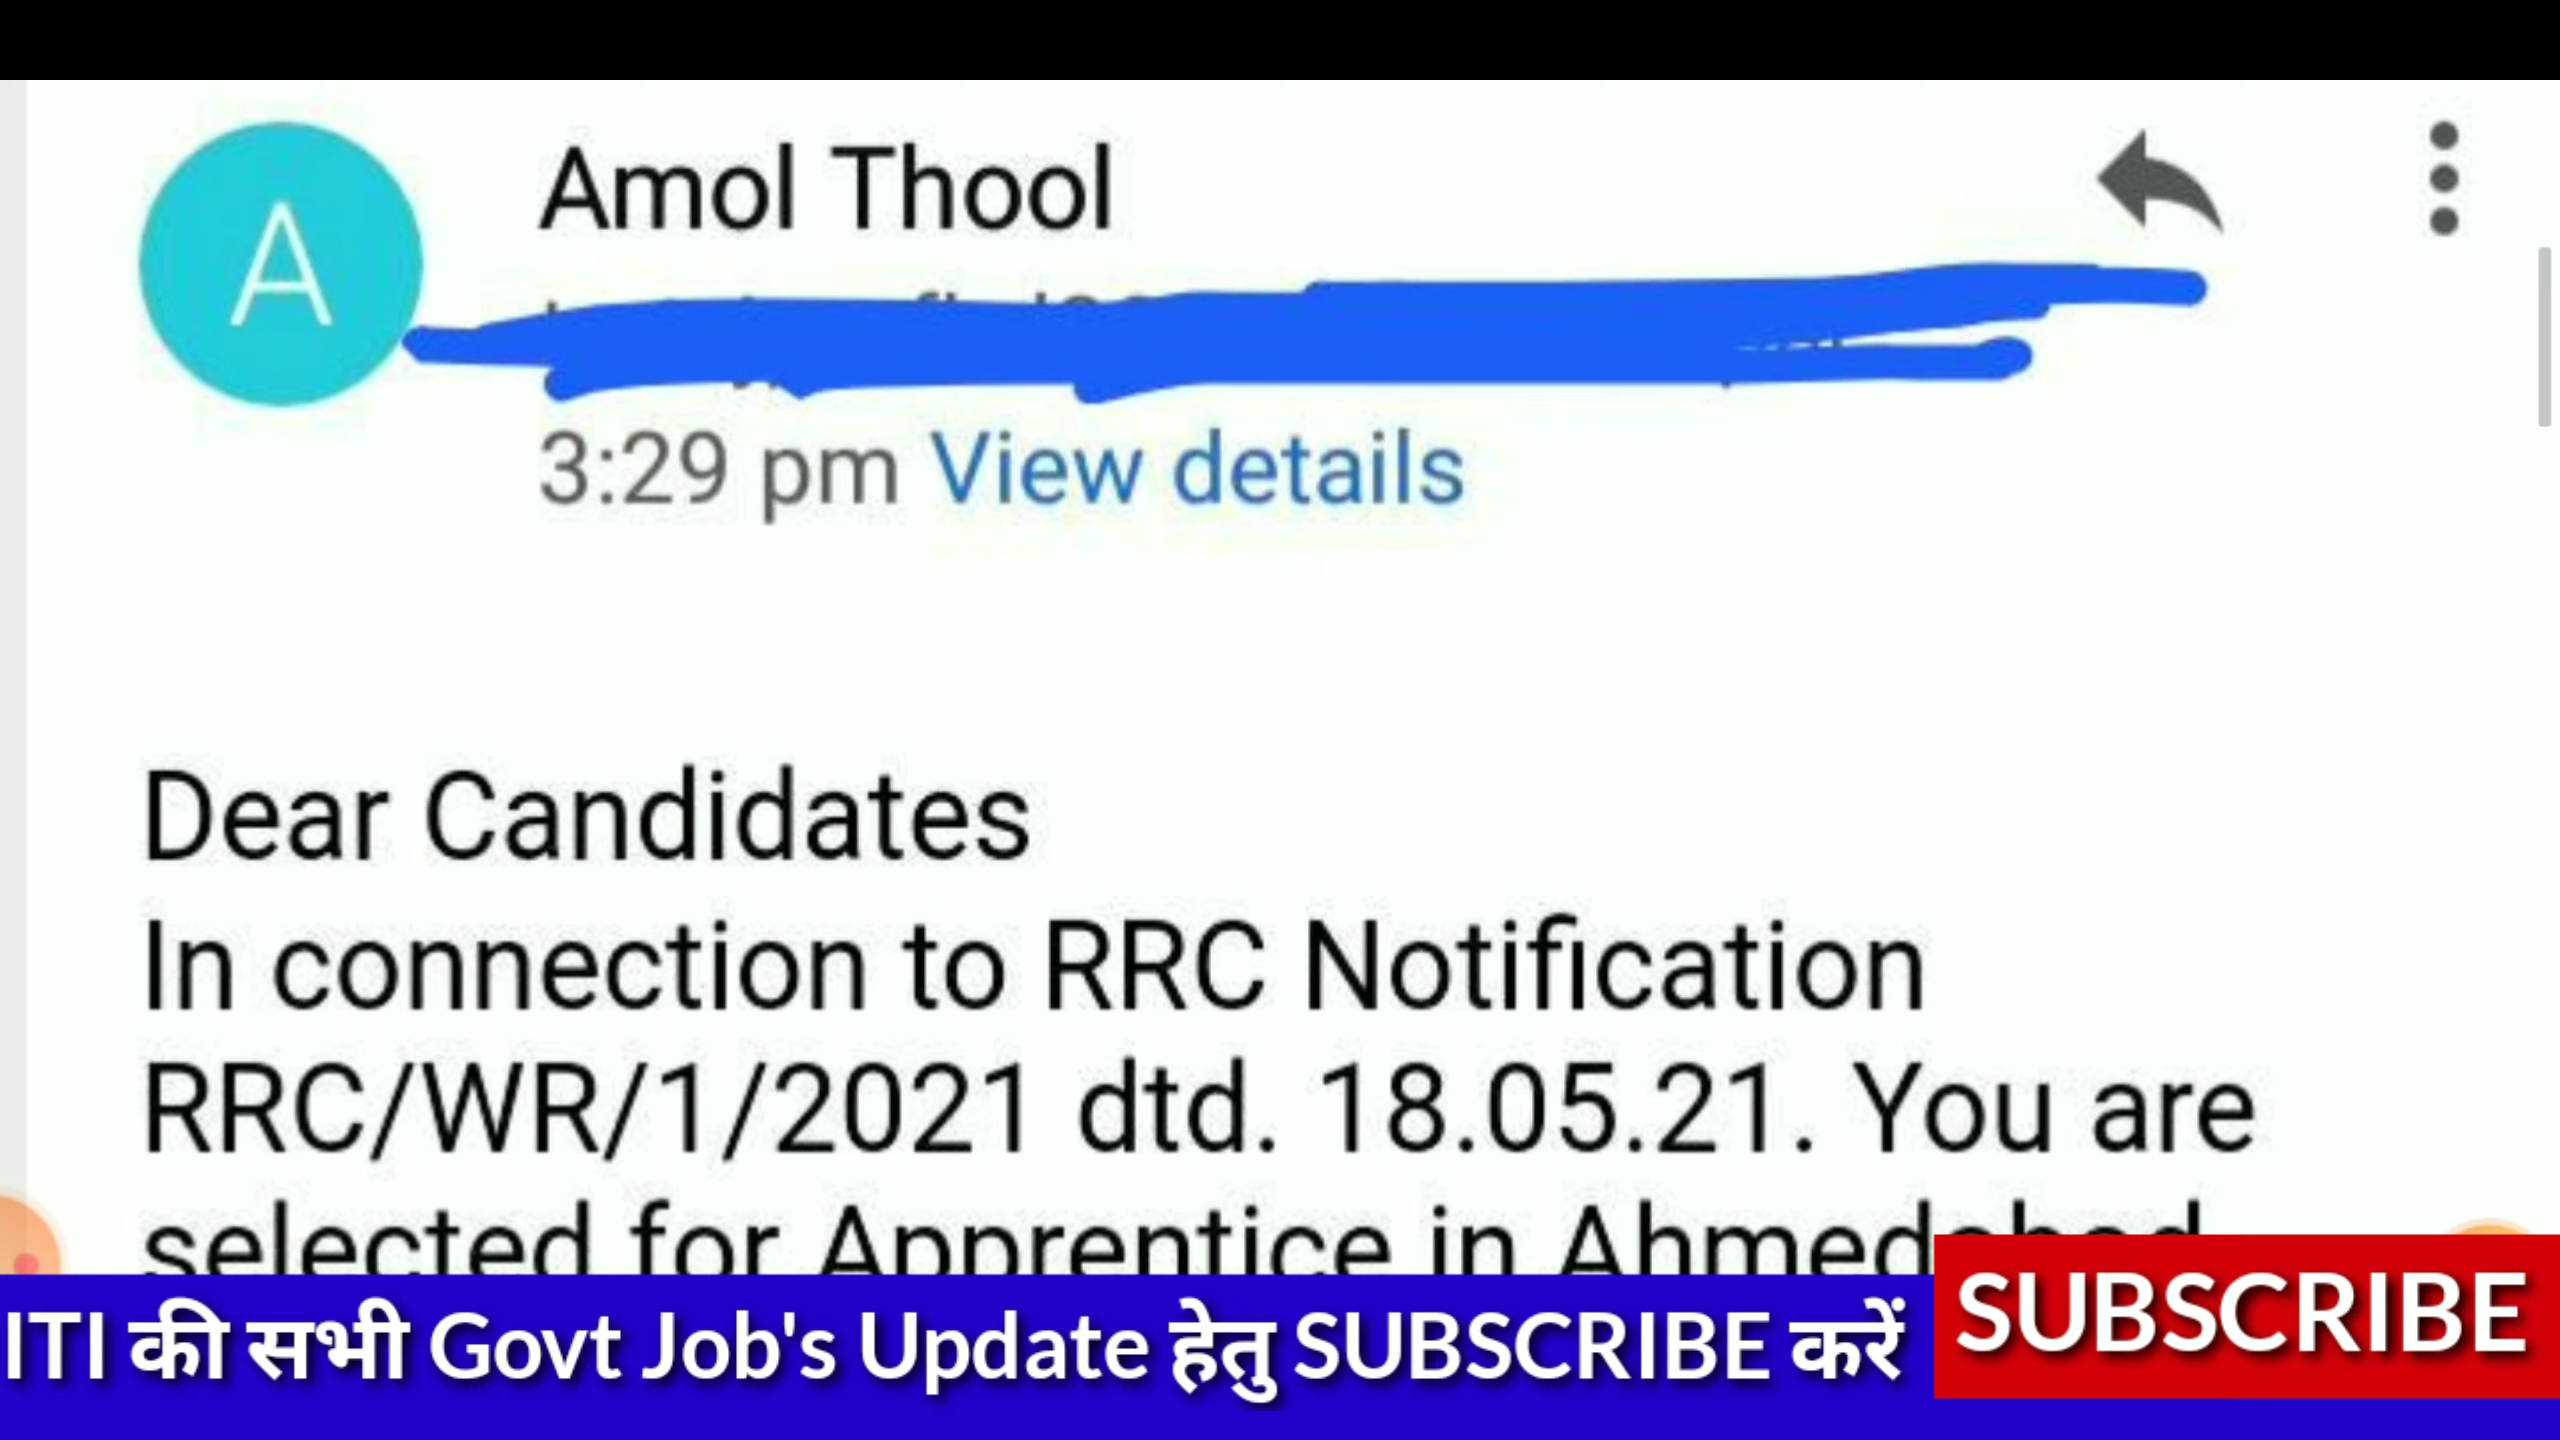 A
Amol Thool
3:29 pm View details
Dear Candidates
In connection to RRC Notification
RRC/WR/1/2021 dtd. 18.05.21. You are
selected for Apprentice in Ahmedabad
ITI की सभी Govt Job's Update हेतु SUBSCRIBE करें
SUBSCRIBE